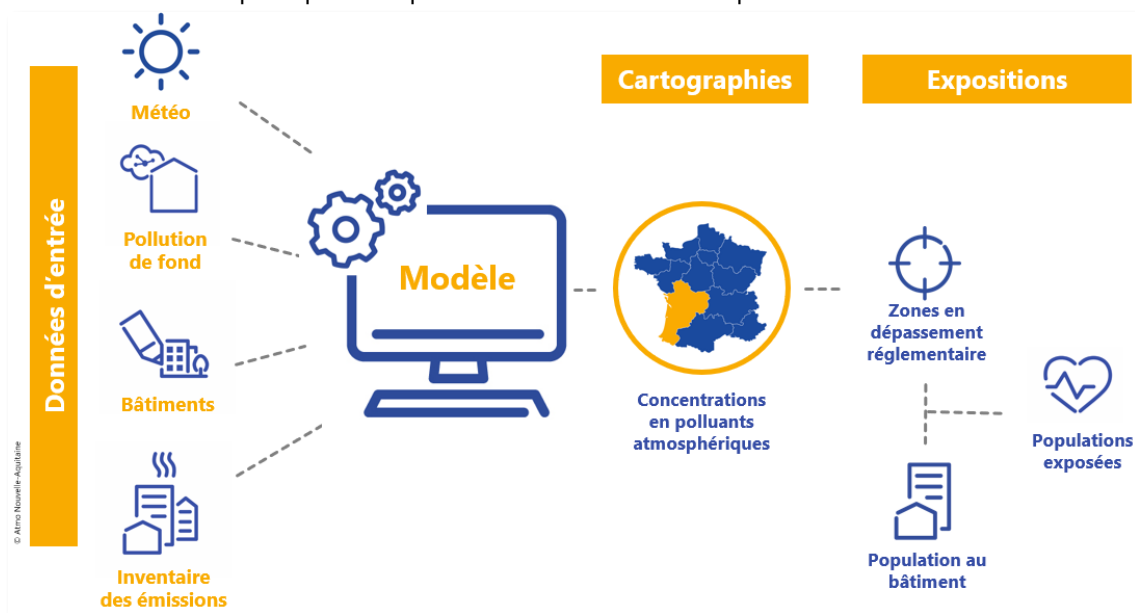 Données d'entrée
Météo
Pollution
de fond
Bâtiments
Inventaire
des émissions
Modèle
Cartographies
Concentrations
en polluants
atmosphériques
Expositions
Zones en
dépassement
réglementaire
Populations
exposées
Population au
bâtiment
© Atmo Nouvelle-Aquitaine